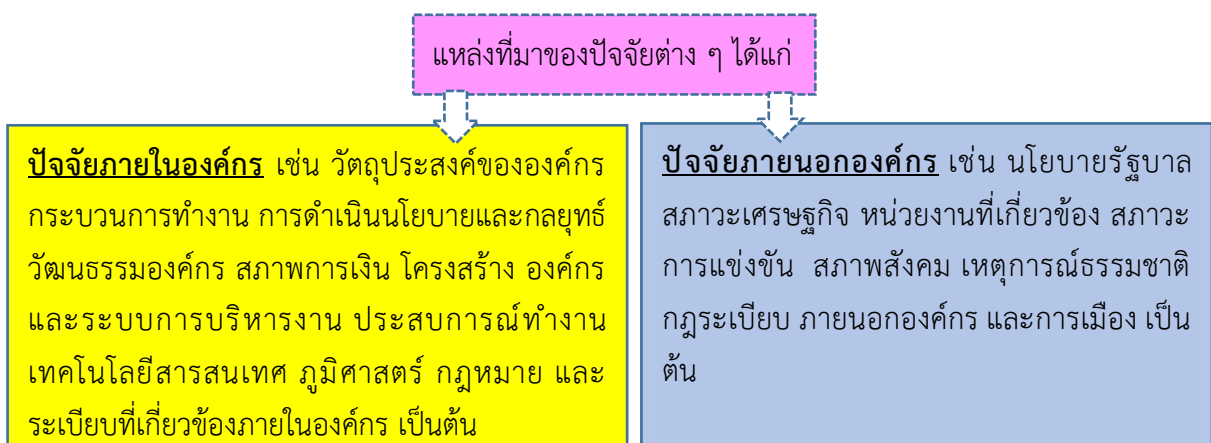 แหล่งที่มาของปัจจัยต่าง ๆ ได้แก่
ปัจจัยภายในองค์กร เช่น วัตถุประสงค์ขององค์กร
กระบวนการทำงาน การดำเนินนโยบายและกลยุทธ์
วัฒนธรรมองค์กร สภาพการเงิน โครงสร้าง องค์กร
และระบบการบริหารงาน ประสบการณ์ทำงาน
เทคโนโลยีสารสนเทศ ภูมิศาสตร์ กฎหมาย และ
ระเบียบที่เกี่ยวข้องภายในองค์กร เป็นต้น
ปัจจัยภายนอกองค์กร เช่น นโยบายรัฐบาล
สภาวะเศรษฐกิจ หน่วยงานที่เกี่ยวข้อง สภาวะ
การแข่งขัน สภาพสังคม เหตุการณ์ธรรมชาติ
กฎระเบียบ ภายนอกองค์กร และการเมือง เป็น
ต้น